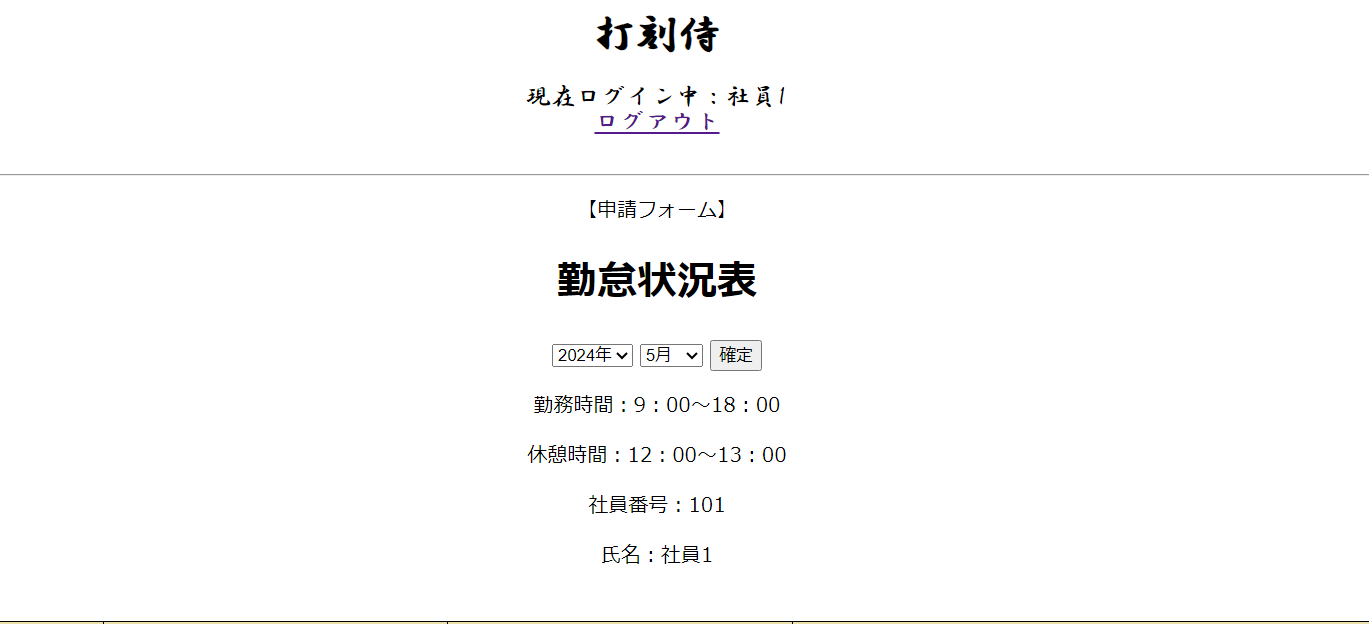 打刻侍
現在ログイン中：社員1
ログアウト
【申請フォーム】
勤怠状況表
2024年 5月 確定
勤務時間：9：00～18：00
休憩時間：12：00～13：00
社員番号：101
氏名：社員1